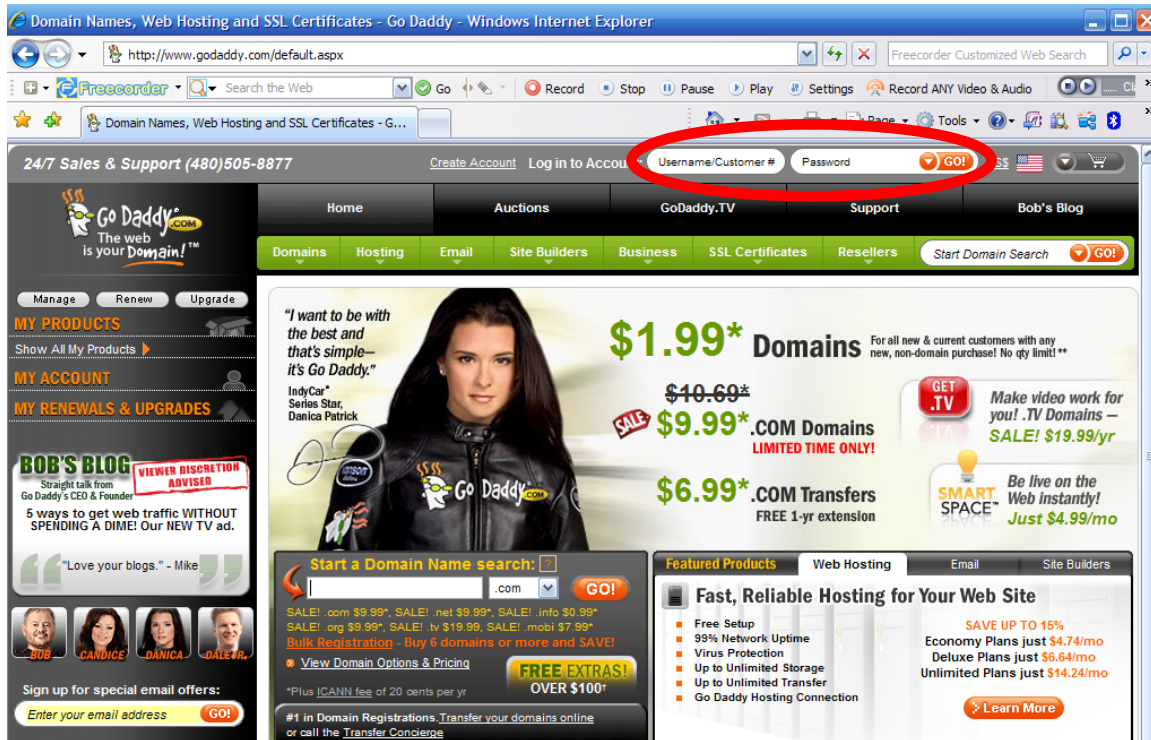 Domain Names, Web Hosting and SSL Certificates - Go Daddy - Windows Internet Explorer
http://www.godaddy.com/default.aspx
Freecorder Customized Web Search
Freecorder
Search the Web
Go
Record
Stop
Pause
Play
Settings
Record ANY Video & Audio
Domain Names, Web Hosting and SSL Certificates - G...
Page
Tools
24/7 Sales & Support (480)505-8877
Create Account
Log in to Account
Username/Customer #
Password
GO!
Go Daddy.COM
The web
is your Domain!™
Home
Auctions
GoDaddy.TV
Support
Bob's Blog
Domains
Hosting
Email
Site Builders
Business
SSL Certificates
Resellers
Start Domain Search
GO!
Manage
Renew
Upgrade
MY PRODUCTS
Show All My Products
MY ACCOUNT
MY RENEWALS & UPGRADES
BOB'S BLOG
VIEWER DISCRETION
ADVISED
Straight talk from
Go Daddy's CEO & Founder
5 ways to get web traffic WITHOUT
SPENDING A DIME! Our NEW TV ad.
"Love your blogs." - Mike
BOB
CANDICE
DANICA
DALE JR.
Sign up for special email offers:
Enter your email address
GO!
"I want to be with
the best and
that's simple—
it's Go Daddy."
IndyCar®
Series Star,
Danica Patrick
Go Daddy.COM
$1.99* Domains
For all new & current customers with any
new, non-domain purchase! No qty limit! **
$10.69*
SALE
$9.99* .COM Domains
LIMITED TIME ONLY!
$6.99* .COM Transfers
FREE 1-yr extension
GET
.TV
Make video work for
you! .TV Domains —
SALE! $19.99/yr
SMART
SPACE™
Be live on the
Web instantly!
Just $4.99/mo
Start a Domain Name search: ?
.com
GO!
SALE! .com $9.99*, SALE! .net $9.99*, SALE! .info $0.99*
SALE! .org $9.99*, SALE! .tv $19.99, SALE! .mobi $7.99*
Bulk Registration - Buy 6 domains or more and SAVE!
View Domain Options & Pricing
*Plus ICANN fee of 20 cents per yr
FREE EXTRAS!
OVER $100†
#1 in Domain Registrations. Transfer your domains online
or call the Transfer Concierge
Featured Products
Web Hosting
Email
Site Builders
Fast, Reliable Hosting for Your Web Site
Free Setup
99% Network Uptime
Virus Protection
Up to Unlimited Storage
Up to Unlimited Transfer
Go Daddy Hosting Connection
SAVE UP TO 15%
Economy Plans just $4.74/mo
Deluxe Plans just $6.64/mo
Unlimited Plans just $14.24/mo
Learn More